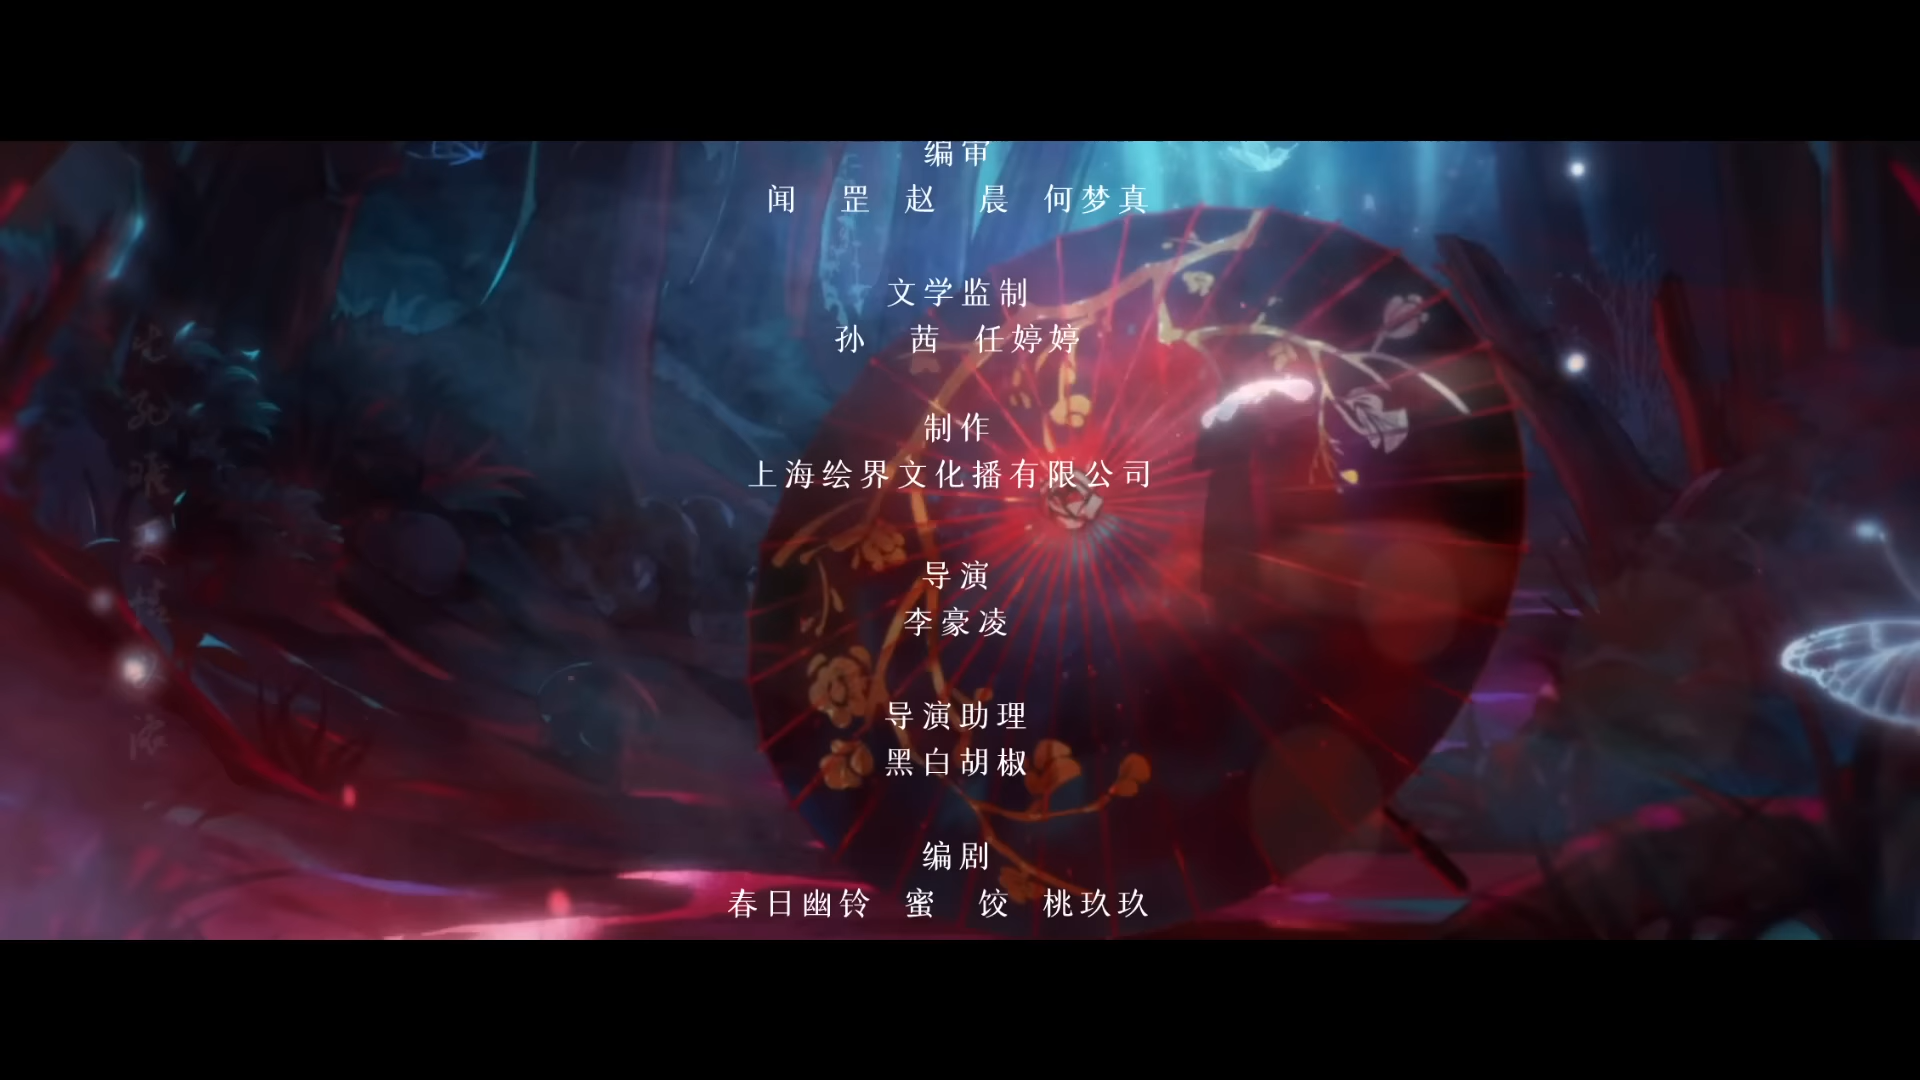 编审
闻罡 赵晨 何梦真
文学监制
孙茜 任婷婷
制作
上海绘界文化播有限公司
导演
李豪凌
导演助理
黑白胡椒
编剧
春日幽铃 蜜饺 桃玖玖